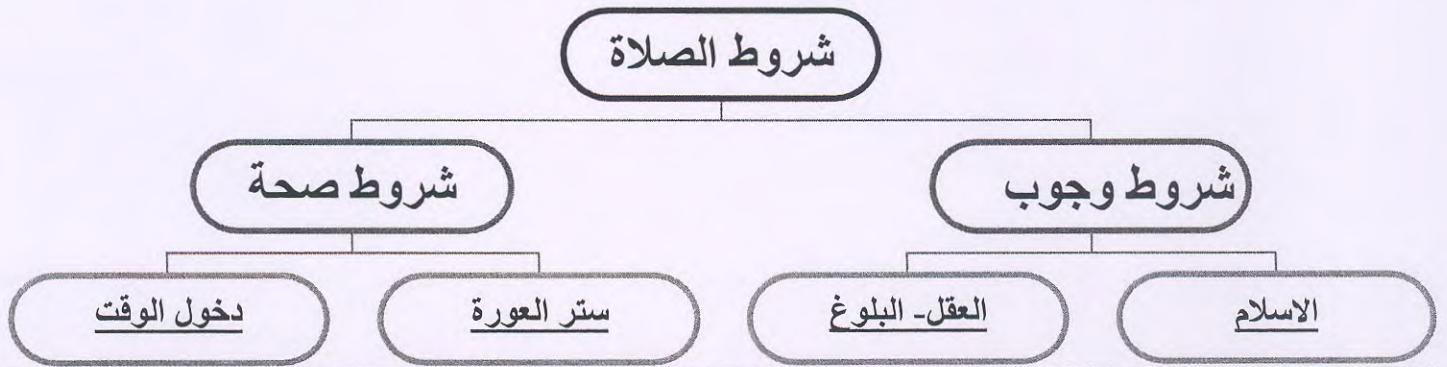 شروط الصلاة
شروط وجوب
شروط صحة
الاسلام
العقل- البلوغ
ستر العورة
دخول الوقت